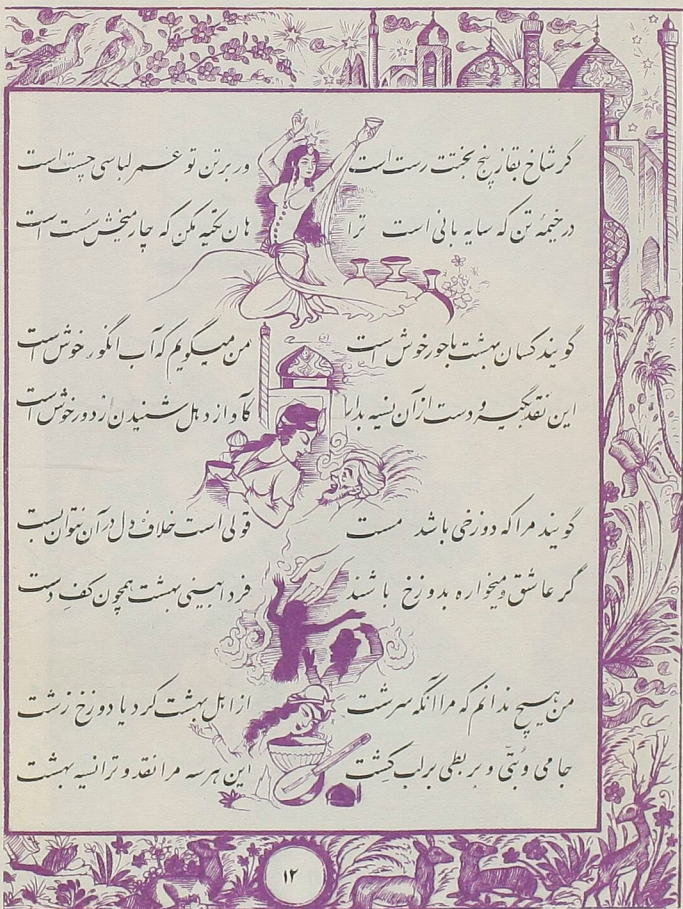 گر شاخ بقا ز بیخ بختت رست است ور بر تن تو عمر لباسی چست است
در خیمهٔ تن که سایه بانی است ترا هان تکیه مکن که چار میخش سست است
گویند کسان بهشت با حور خوش است من میگویم که آب انگور خوش است
این نقد بگیر و دست از آن نسیه بدار کآواز دهل شنیدن از دور خوش است
گویند مرا که دوزخی باشد مست قولی است خلاف دل در آن نتوان بست
گر عاشق و میخواره بدوزخ باشند فردا بینی بهشت همچون کف دست
من هیچ ندانم که مرا آنکه سرشت از اهل بهشت کرد یا دوزخ زشت
جامی و بتی و بربطی بر لب کشت این هر سه مرا نقد و ترا نسیه بهشت
۱۲